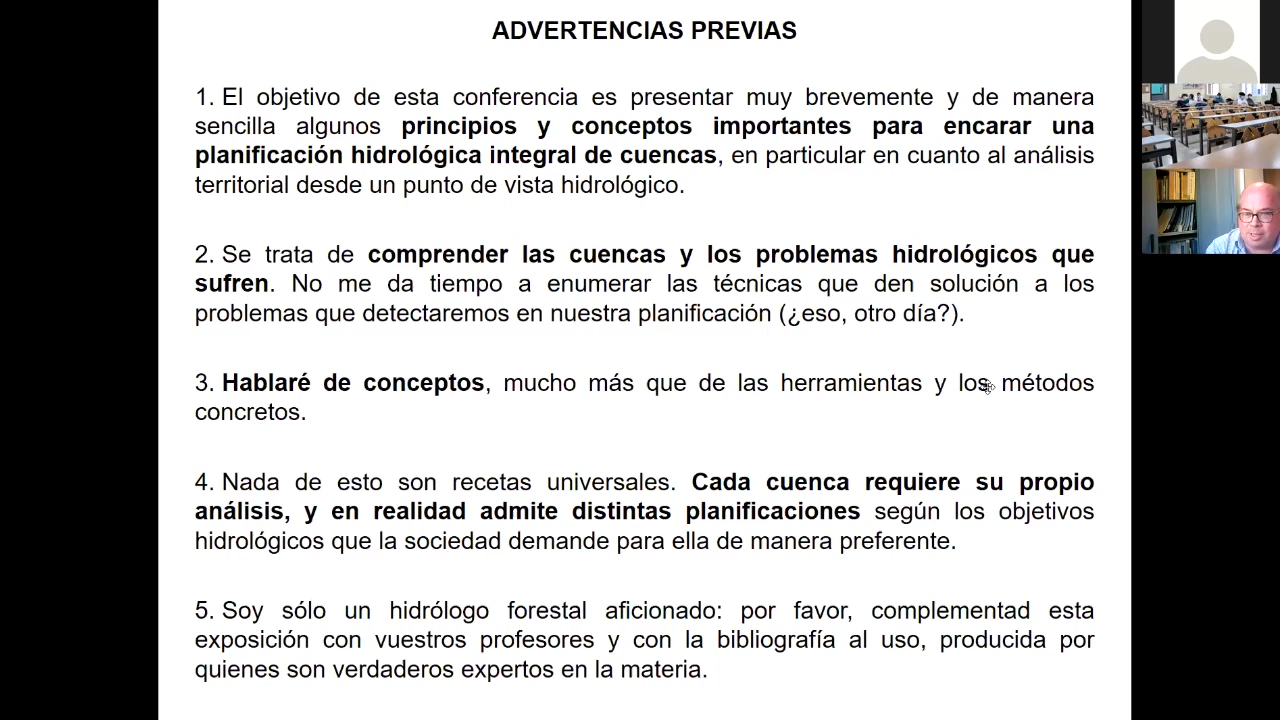 ADVERTENCIAS PREVIAS
1. El objetivo de esta conferencia es presentar muy brevemente y de manera
sencilla algunos principios y conceptos importantes para encarar una
planificación hidrológica integral de cuencas, en particular en cuanto al análisis
territorial desde un punto de vista hidrológico.
2. Se trata de comprender las cuencas y los problemas hidrológicos que
sufren. No me da tiempo a enumerar las técnicas que den solución a los
problemas que detectaremos en nuestra planificación (¿eso, otro día?).
3. Hablaré de conceptos, mucho más que de las herramientas y los métodos
concretos.
4. Nada de esto son recetas universales. Cada cuenca requiere su propio
análisis, y en realidad admite distintas planificaciones según los objetivos
hidrológicos que la sociedad demande para ella de manera preferente.
5. Soy sólo un hidrólogo forestal aficionado: por favor, complementad esta
exposición con vuestros profesores y con la bibliografía al uso, producida por
quienes son verdaderos expertos en la materia.